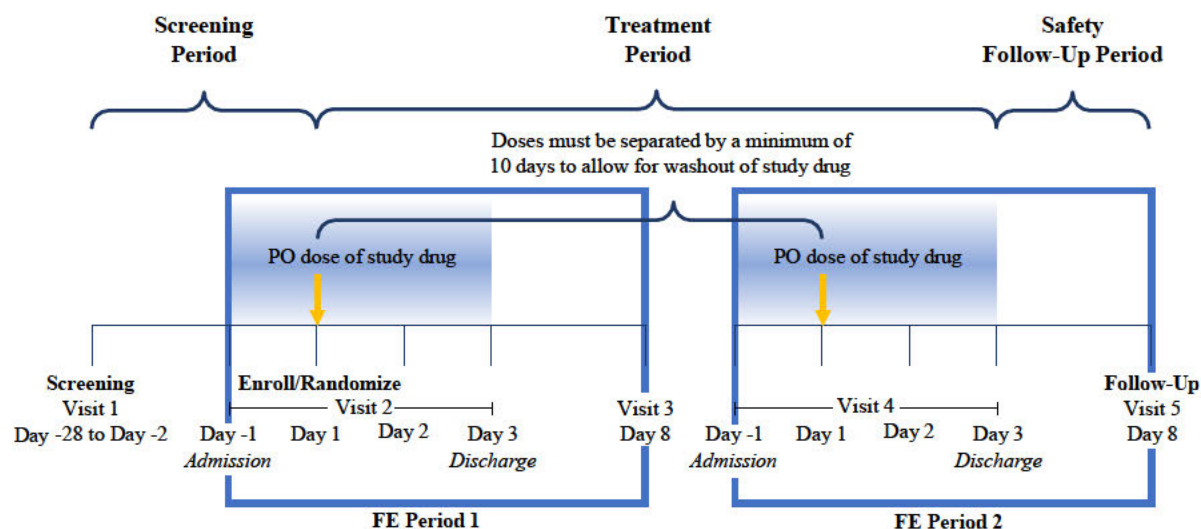 Screening
Period
Treatment
Period
Safety
Follow-Up Period
Doses must be separated by a minimum of
10 days to allow for washout of study drug
PO dose of study drug
PO dose of study drug
Screening
Visit 1
Day -28 to Day -2
Enroll/Randomize
Visit 2
Day -1
Admission
Day 1
Day 2
Day 3
Discharge
Visit 3
Day 8
Visit 4
Day -1
Admission
Day 1
Day 2
Day 3
Discharge
Follow-Up
Visit 5
Day 8
FE Period 1
FE Period 2